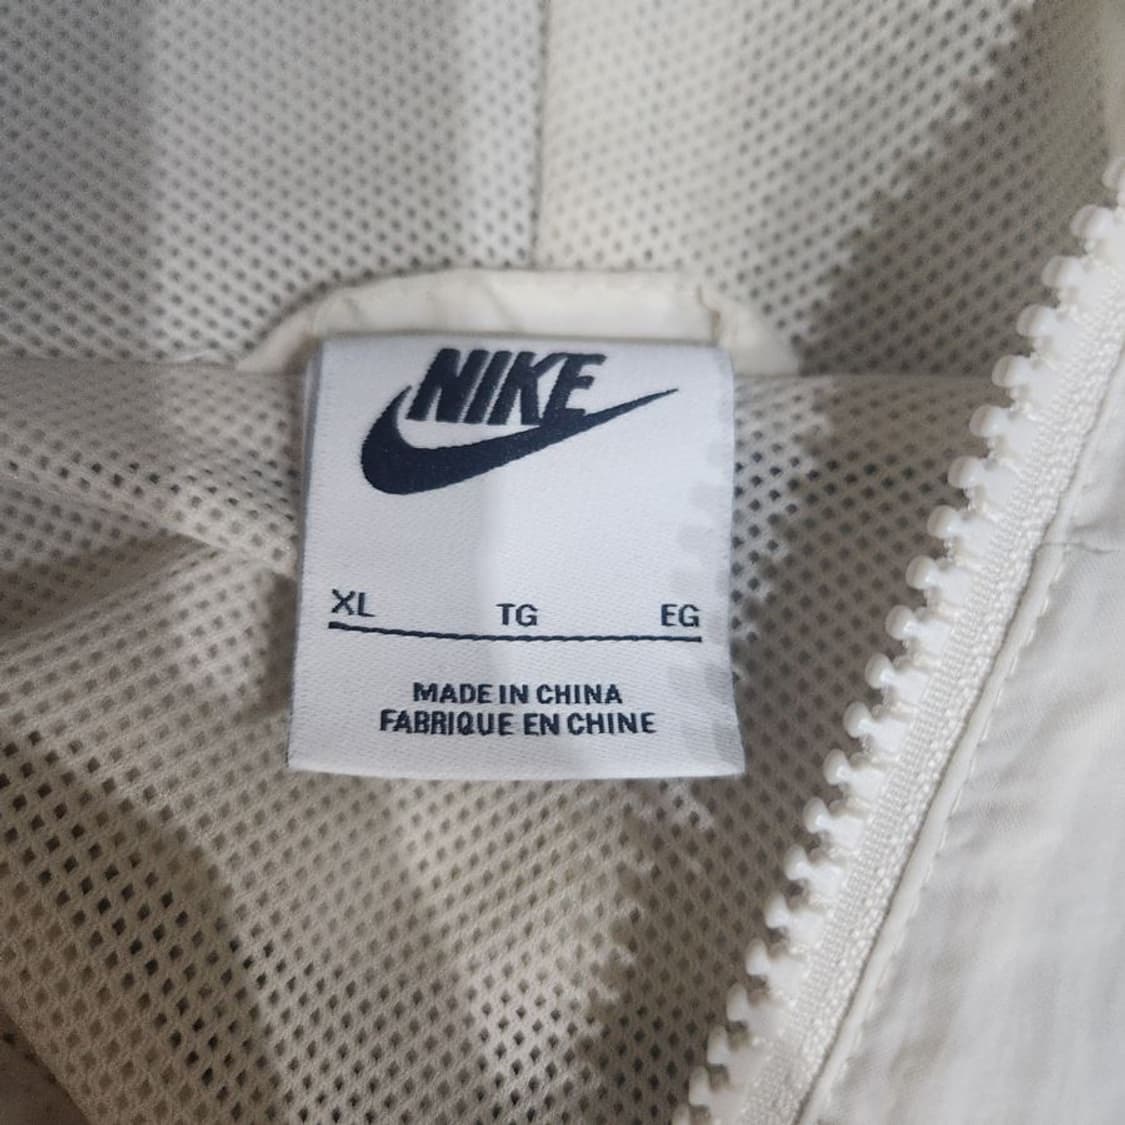 NIKE
XL TG EG
MADE IN CHINA
FABRIQUE EN CHINE